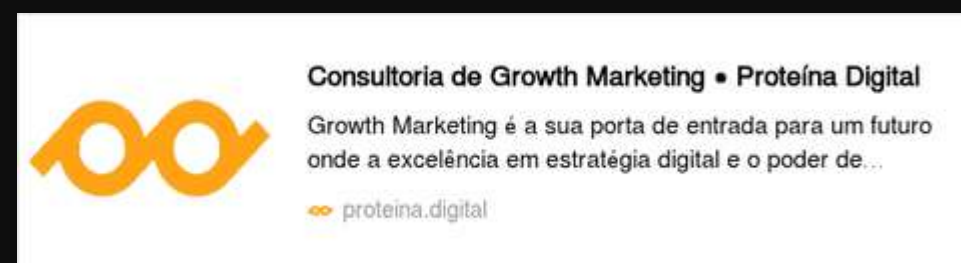 Consultoria de Growth Marketing • Proteína Digital
Growth Marketing é a sua porta de entrada para um futuro
onde a excelência em estratégia digital e o poder de...
proteina.digital